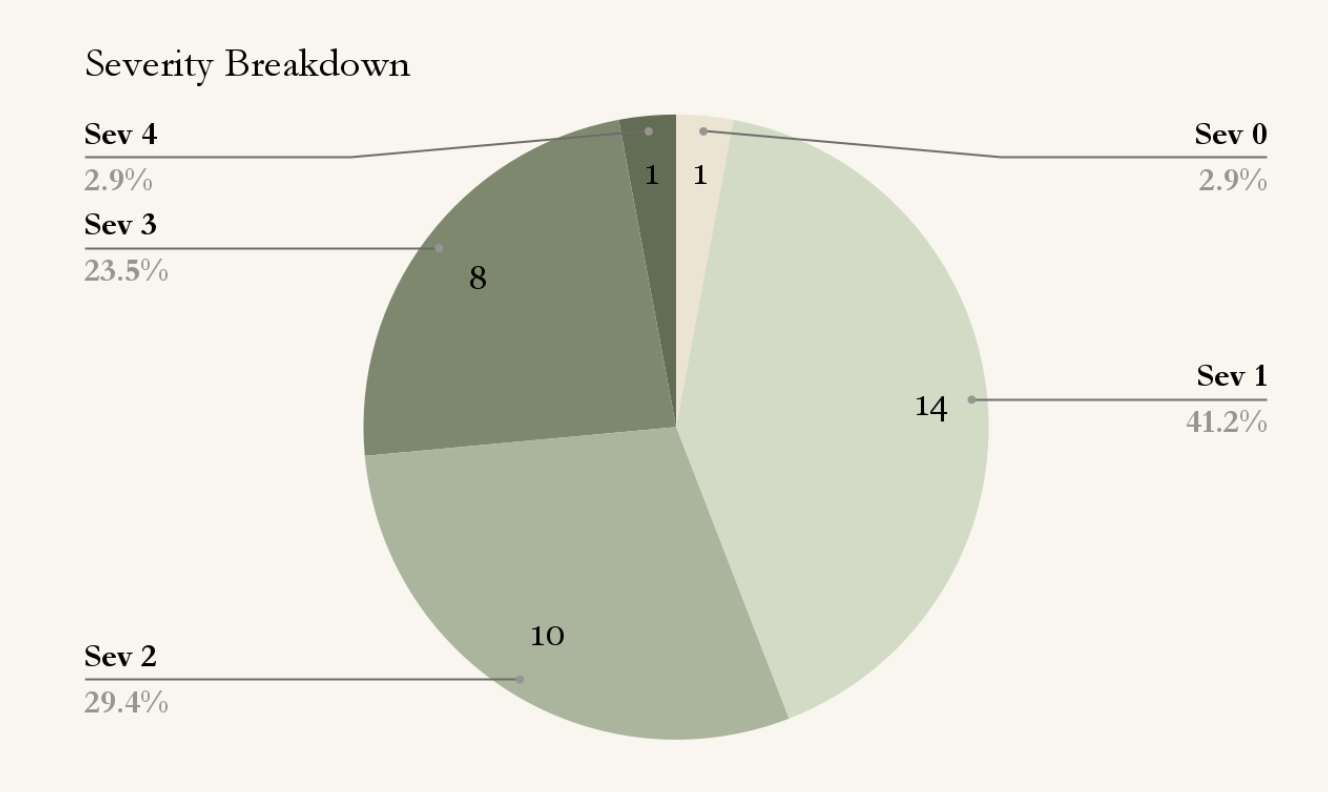 Severity Breakdown
Sev 4
2.9%
Sev 0
2.9%
1
1
Sev 3
23.5%
8
Sev 1
41.2%
14
10
Sev 2
29.4%